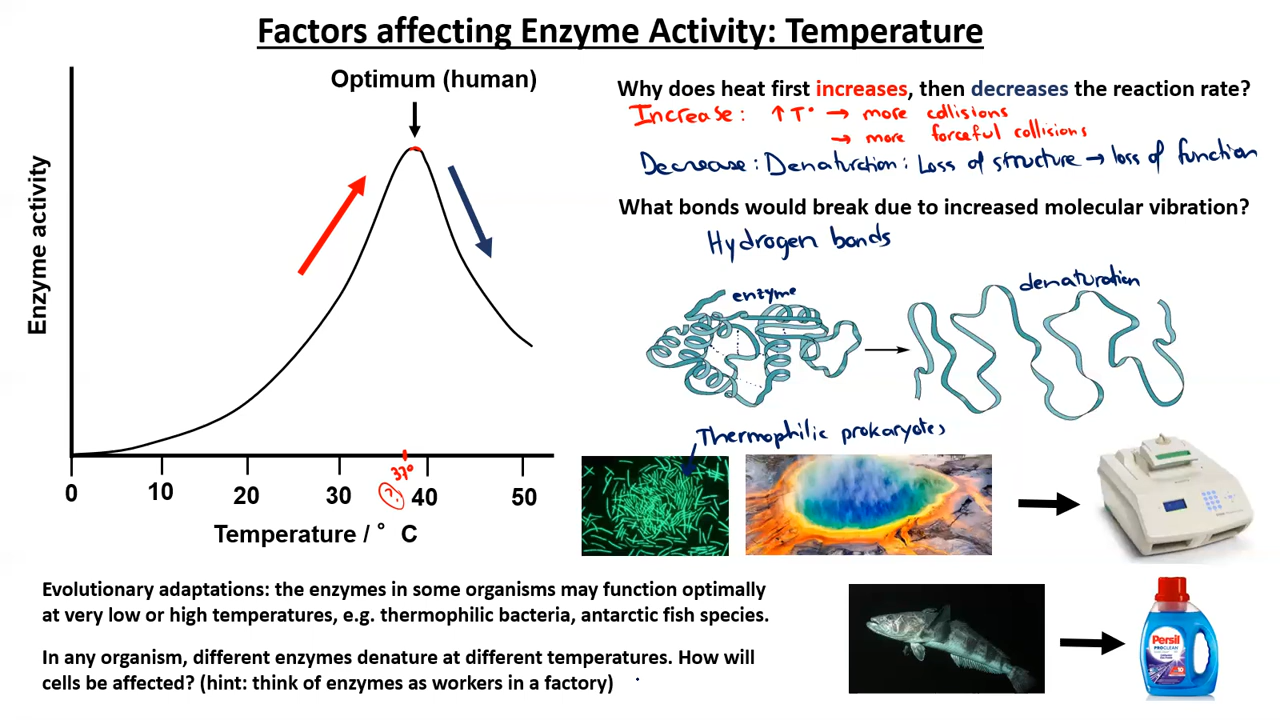 Factors affecting Enzyme Activity: Temperature
Optimum (human)
Enzyme activity
0 10 20 30 40 50
37°
?
Temperature / ° C
Why does heat first increases, then decreases the reaction rate?
Increase: ↑ T° → more collisions
→ more forceful collisions
Decrease: Denaturction: Loss of structure → loss of function
What bonds would break due to increased molecular vibration?
Hydrogen bonds
enzyme
denaturation
Thermophilic prokaryotes
Evolutionary adaptations: the enzymes in some organisms may function optimally
at very low or high temperatures, e.g. thermophilic bacteria, antarctic fish species.
In any organism, different enzymes denature at different temperatures. How will
cells be affected? (hint: think of enzymes as workers in a factory)
Persil
PROCLEAN